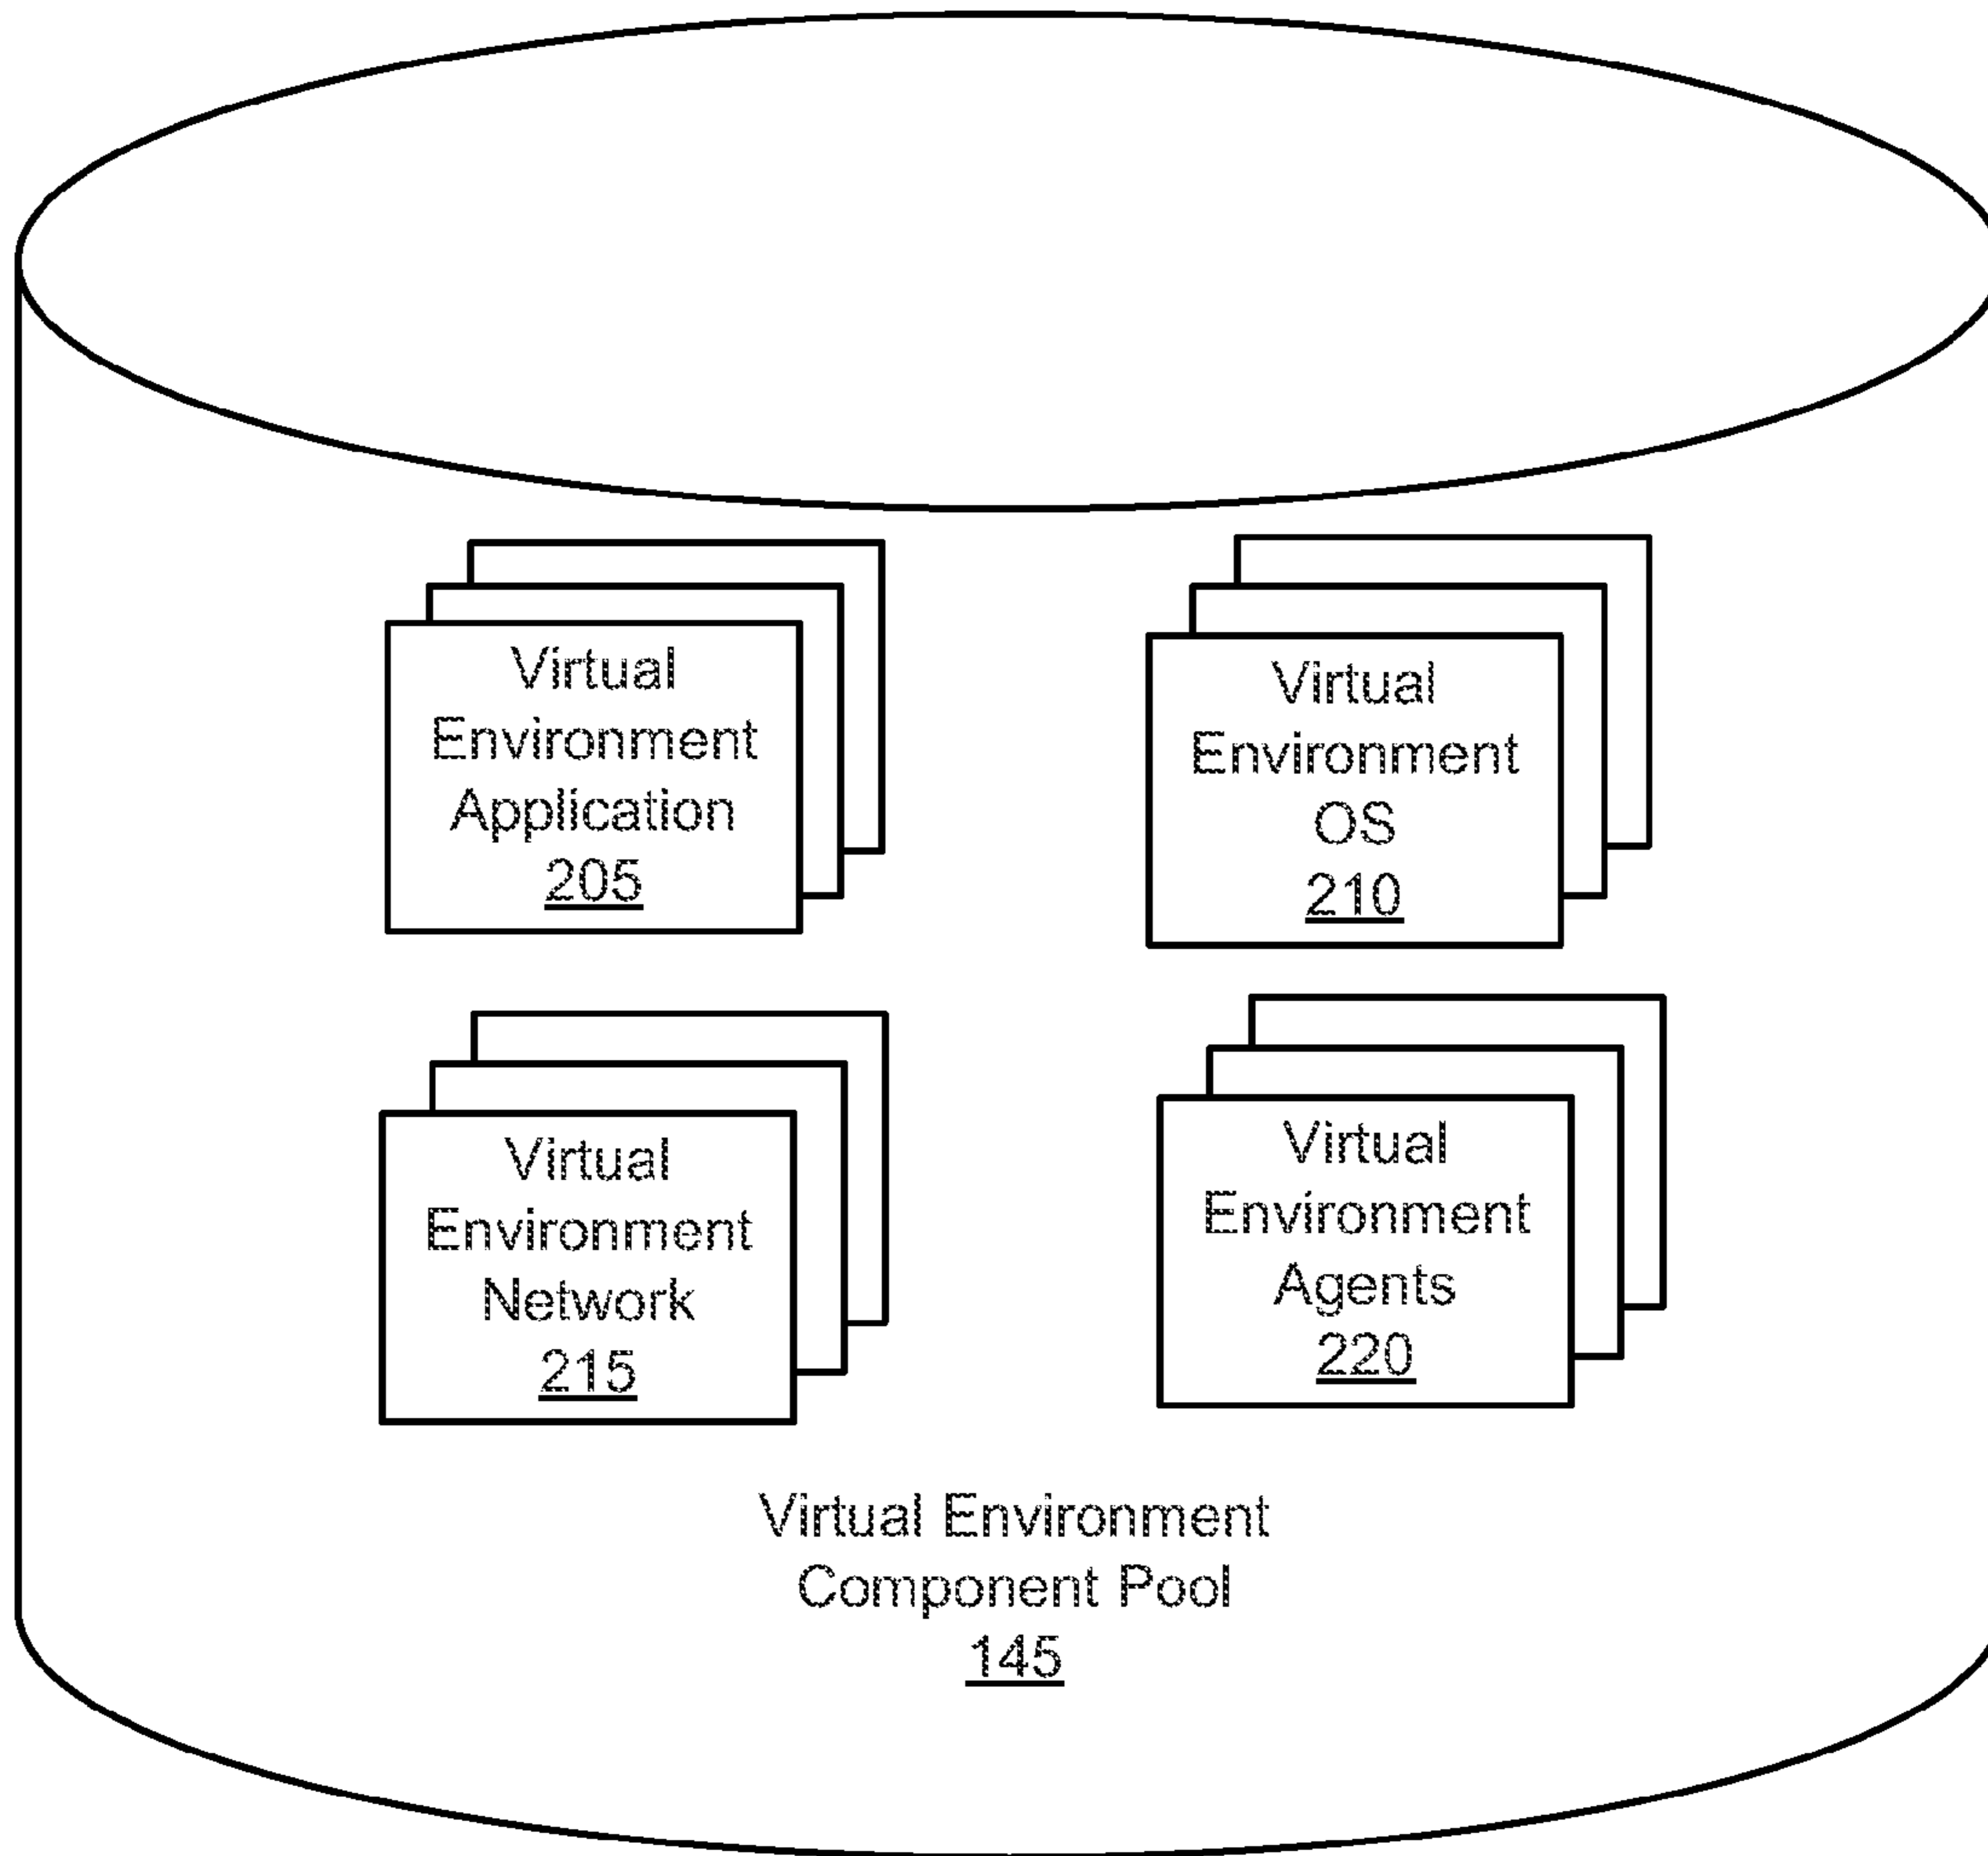 Virtual
Environment
Application
205
Virtual
Environment
OS
210
Virtual
Environment
Network
215
Virtual
Environment
Agents
220
Virtual Environment
Component Pool
145